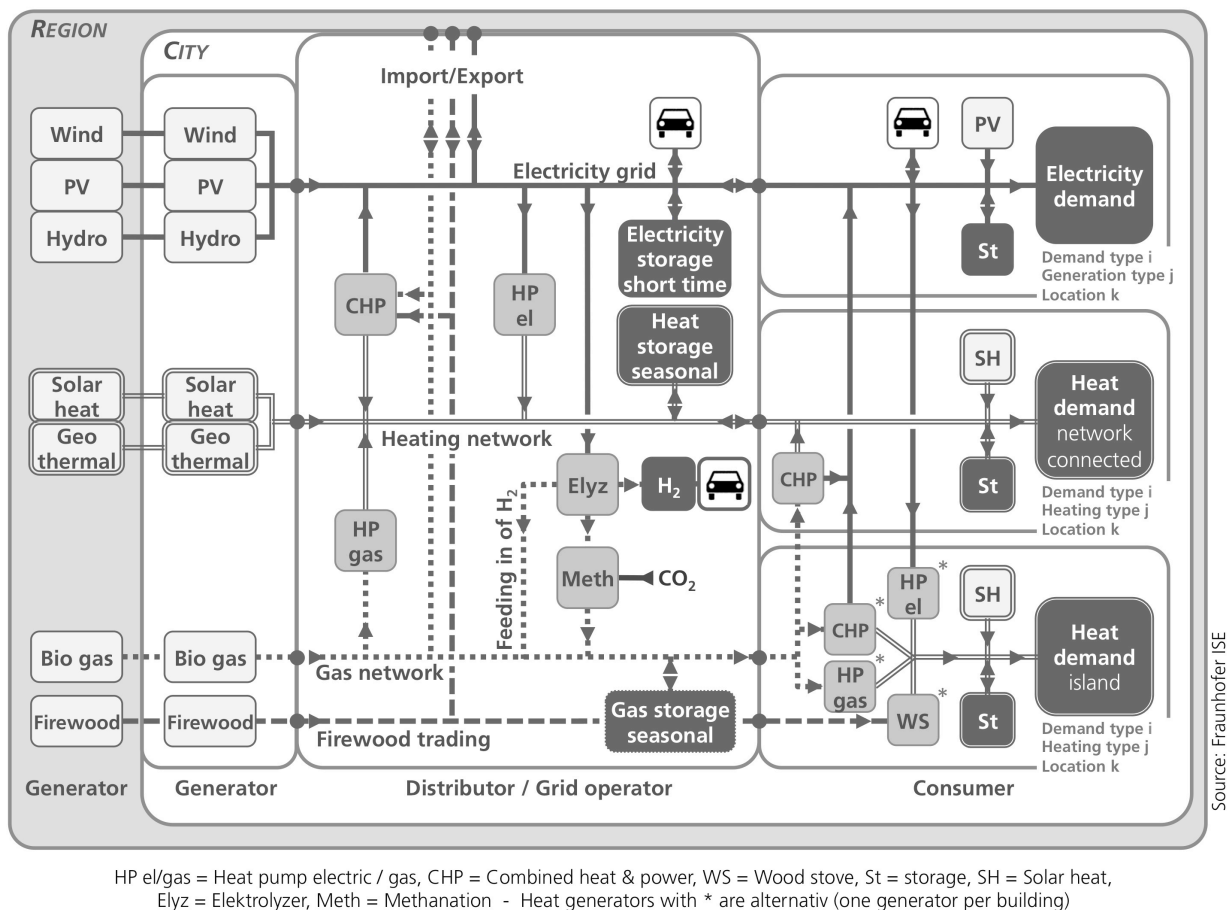 REGION
CITY
Import/Export
Wind
Wind
PV
PV
Hydro
Hydro
Electricity grid
PV
Electricity
demand
CHP
HP
el
Electricity
storage
short time
St
Demand type i
Generation type j
Location k
Heat
storage
seasonal
Solar
heat
Solar
heat
Geo
thermal
Geo
thermal
Heating network
SH
Heat
demand
network
connected
CHP
St
Demand type i
Heating type j
Location k
HP
gas
Feeding in of H2
Elyz
H2
Meth
CO2
HP
el
*
SH
CHP
*
HP
gas
*
WS
*
Heat
demand
island
St
Demand type i
Heating type j
Location k
Bio gas
Bio gas
Gas network
Firewood
Firewood
Firewood trading
Gas storage
seasonal
Generator
Generator
Distributor / Grid operator
Consumer
Source: Fraunhofer ISE
HP el/gas = Heat pump electric / gas, CHP = Combined heat & power, WS = Wood stove, St = storage, SH = Solar heat,
Elyz = Elektrolyzer, Meth = Methanation - Heat generators with * are alternativ (one generator per building)